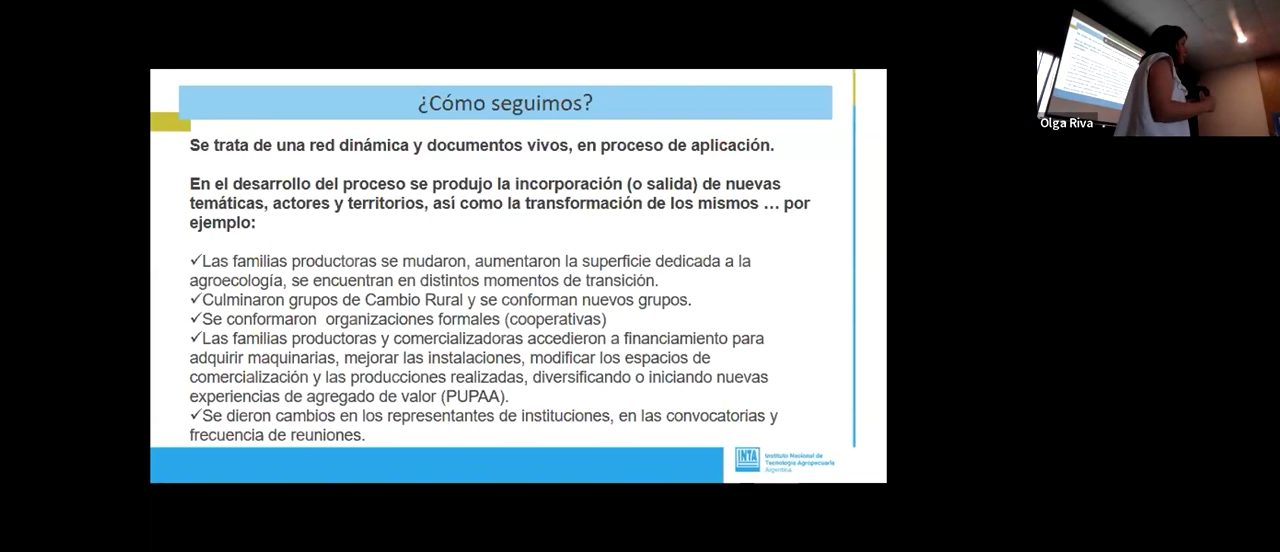 ¿Cómo seguimos?
Se trata de una red dinámica y documentos vivos, en proceso de aplicación.
En el desarrollo del proceso se produjo la incorporación (o salida) de nuevas
temáticas, actores y territorios, así como la transformación de los mismos … por
ejemplo:
✓Las familias productoras se mudaron, aumentaron la superficie dedicada a la
agroecología, se encuentran en distintos momentos de transición.
✓Culminaron grupos de Cambio Rural y se conforman nuevos grupos.
✓Se conformaron organizaciones formales (cooperativas)
✓Las familias productoras y comercializadoras accedieron a financiamiento para
adquirir maquinarias, mejorar las instalaciones, modificar los espacios de
comercialización y las producciones realizadas, diversificando o iniciando nuevas
experiencias de agregado de valor (PUPAA).
✓Se dieron cambios en los representantes de instituciones, en las convocatorias y
frecuencia de reuniones.
INTA
Instituto Nacional de
Tecnología Agropecuaria
Argentina
Olga Riva